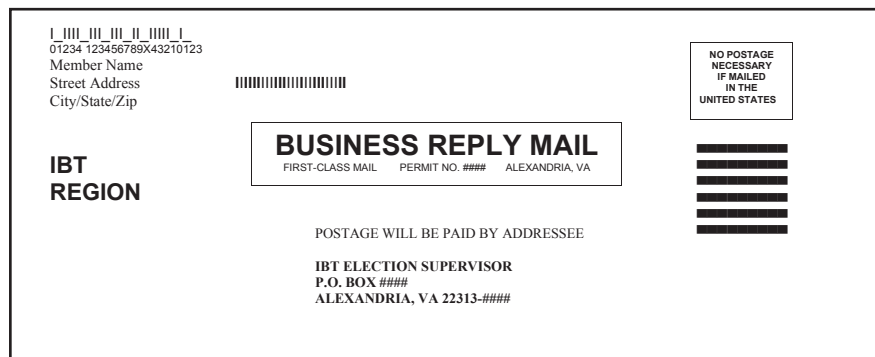 I_IIII_III_III_II_IIIII_I_
01234 123456789X43210123
Member Name
Street Address
City/State/Zip
NO POSTAGE
NECESSARY
IF MAILED
IN THE
UNITED STATES
BUSINESS REPLY MAIL
FIRST-CLASS MAIL PERMIT NO. #### ALEXANDRIA, VA
IBT
REGION
POSTAGE WILL BE PAID BY ADDRESSEE
IBT ELECTION SUPERVISOR
P.O. BOX ####
ALEXANDRIA, VA 22313-####